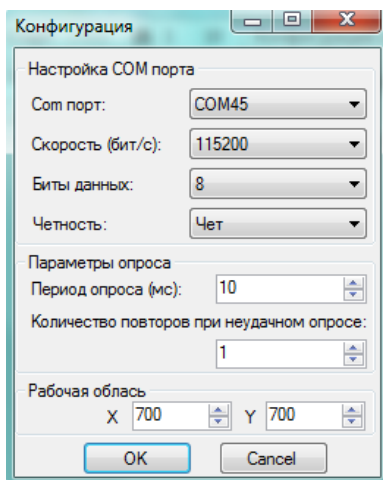 Конфигурация
Настройка COM порта
Com порт: COM45
Скорость (бит/с): 115200
Биты данных: 8
Четность: Чет
Параметры опроса
Период опроса (мс): 10
Количество повторов при неудачном опросе:
1
Рабочая облась
X 700 Y 700
OK Cancel